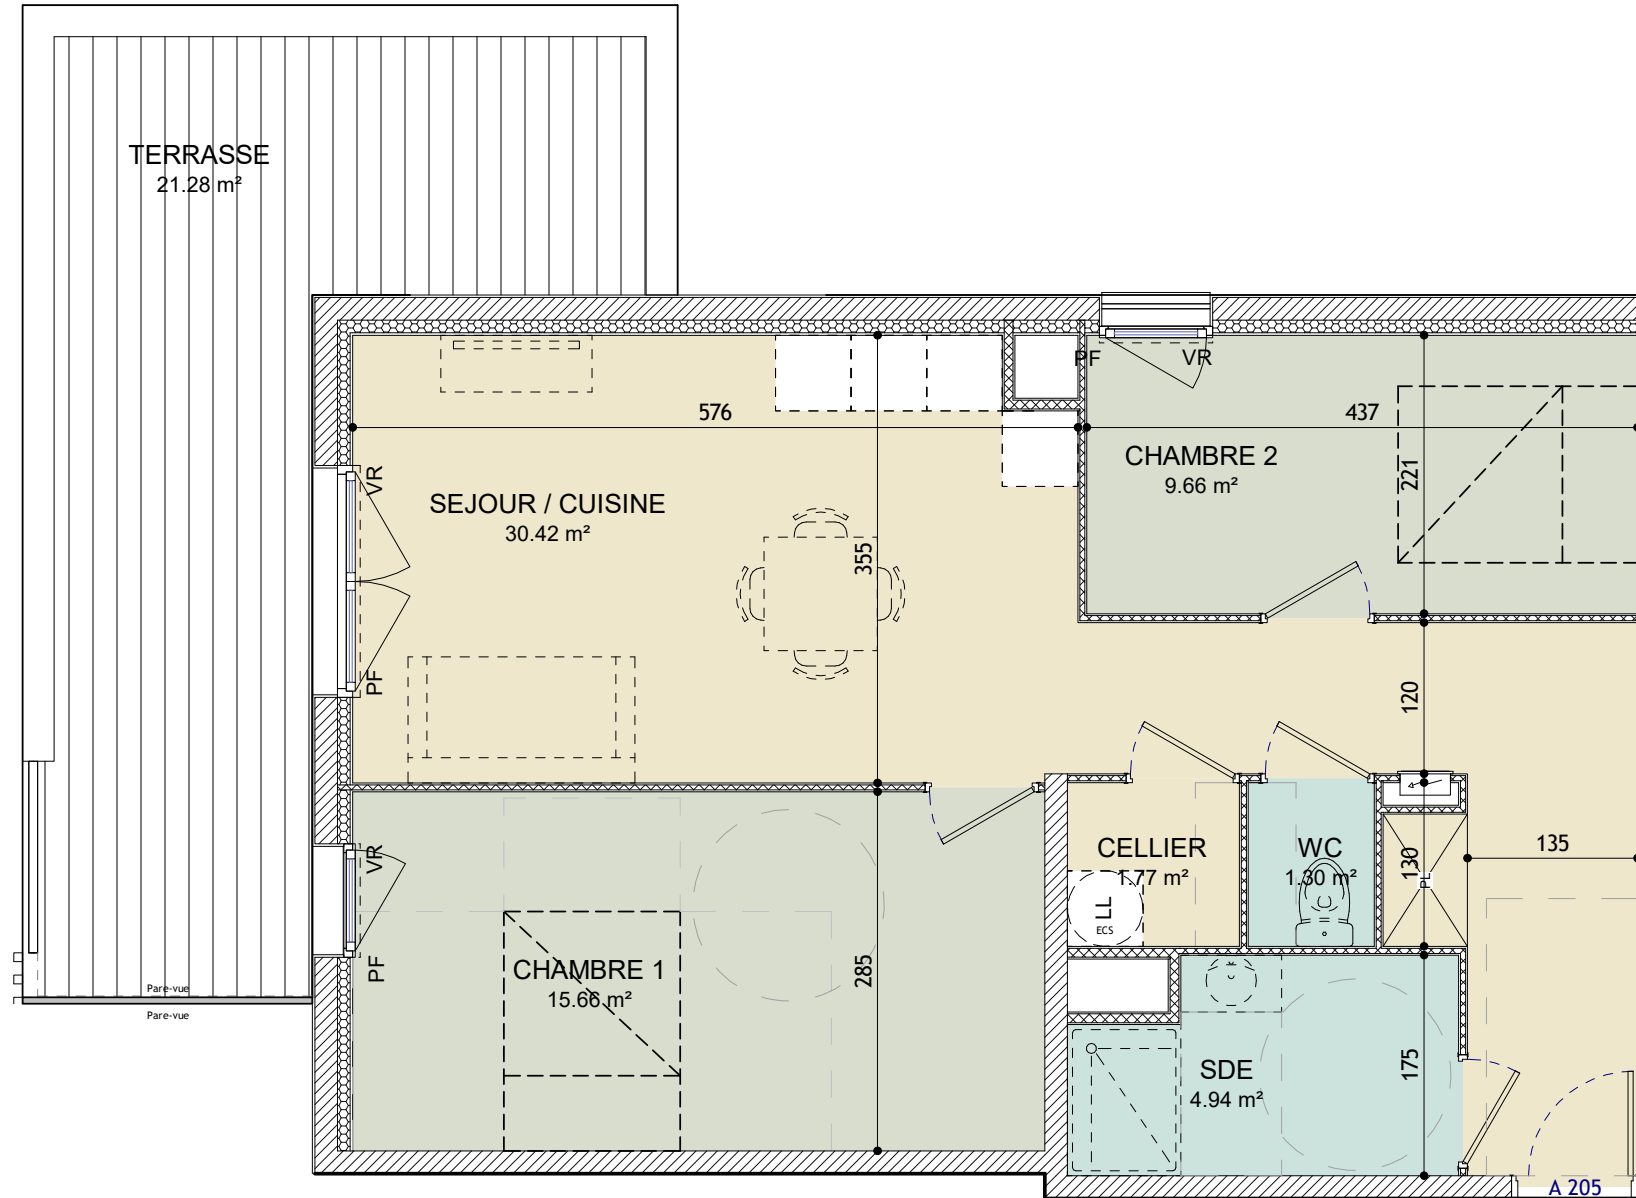 TERRASSE
21.28 m²
PF
VR
576
437
CHAMBRE 2
9.66 m²
221
VR
SEJOUR / CUISINE
30.42 m²
355
PF
120
CELLIER
1.77 m²
WC
1.30 m²
130
PL
135
VR
LL
ECS
PF
CHAMBRE 1
15.66 m²
285
Pare-vue
Pare-vue
SDE
4.94 m²
175
A 205